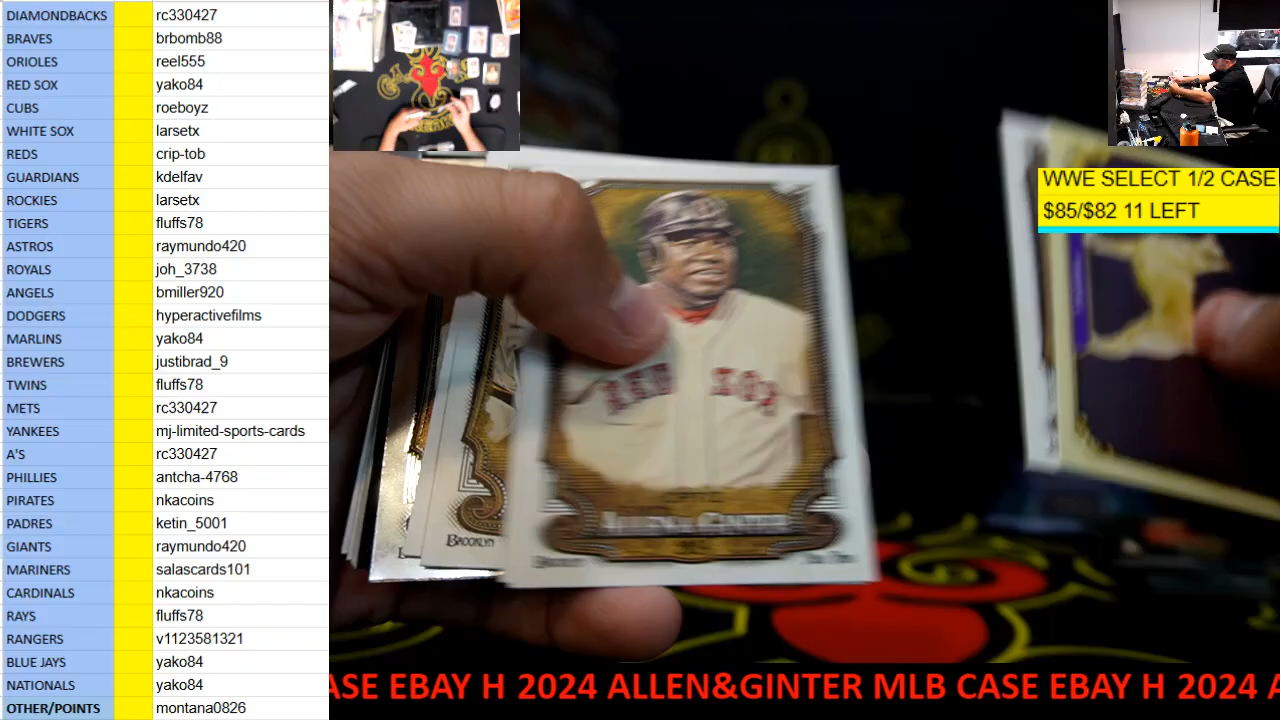 DIAMONDBACKS rc330427
BRAVES brbomb88
ORIOLES reel555
RED SOX yako84
CUBS roeboyz
WHITE SOX larsetx
REDS crip-tob
GUARDIANS kdelfav
ROCKIES larsetx
TIGERS fluffs78
ASTROS raymundo420
ROYALS joh_3738
ANGELS bmiller920
DODGERS hyperactivefilms
MARLINS yako84
BREWERS justibrad_9
TWINS fluffs78
METS rc330427
YANKEES mj-limited-sports-cards
A'S rc330427
PHILLIES antcha-4768
PIRATES nkacoins
PADRES ketin_5001
GIANTS raymundo420
MARINERS salascards101
CARDINALS nkacoins
RAYS fluffs78
RANGERS v1123581321
BLUE JAYS yako84
NATIONALS yako84
OTHER/POINTS montana0826
WWE SELECT 1/2 CASE
$85/$82 11 LEFT
RED SOX
ALLEN & GINTER
BROOKLYN
ASE EBAY H 2024 ALLEN&GINTER MLB CASE EBAY H 2024